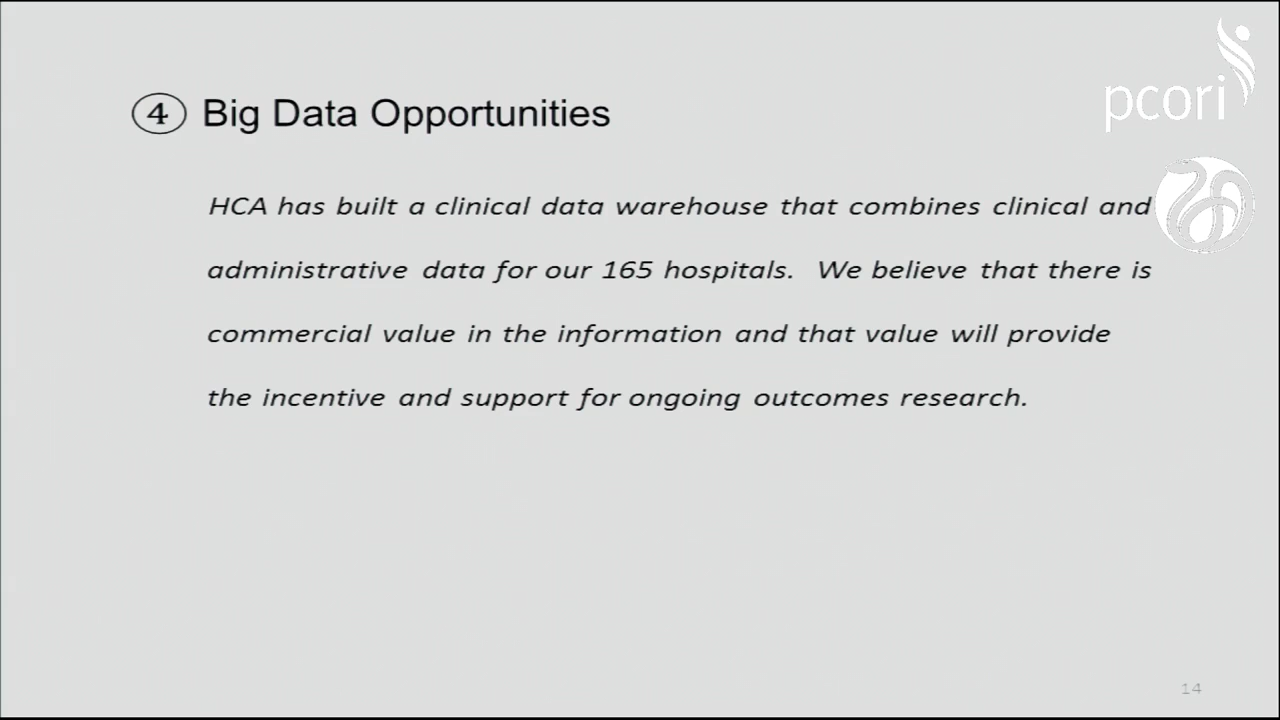 pcori
④ Big Data Opportunities
HCA has built a clinical data warehouse that combines clinical and
administrative data for our 165 hospitals.  We believe that there is
commercial value in the information and that value will provide
the incentive and support for ongoing outcomes research.
14